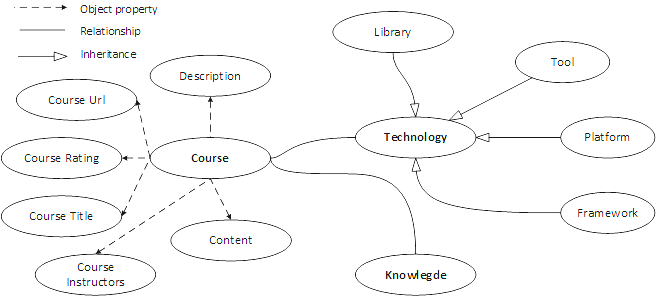 Object property
Relationship
Inheritance
Library
Tool
Description
Course Url
Technology
Platform
Course Rating
Course
Course Title
Framework
Content
Course
Instructors
Knowlegde